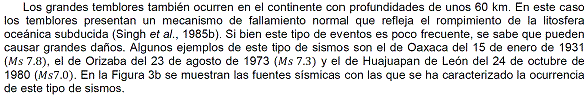 Los grandes temblores también ocurren en el continente con profundidades de unos 60 km. En este caso
los temblores presentan un mecanismo de fallamiento normal que refleja el rompimiento de la litosfera
oceánica subducida (Singh et al., 1985b). Si bien este tipo de eventos es poco frecuente, se sabe que pueden
causar grandes daños. Algunos ejemplos de este tipo de sismos son el de Oaxaca del 15 de enero de 1931
(Ms 7.8), el de Orizaba del 23 de agosto de 1973 (Ms 7.3) y el de Huajuapan de León del 24 de octubre de
1980 (Ms7.0). En la Figura 3b se muestran las fuentes sísmicas con las que se ha caracterizado la ocurrencia
de este tipo de sismos.